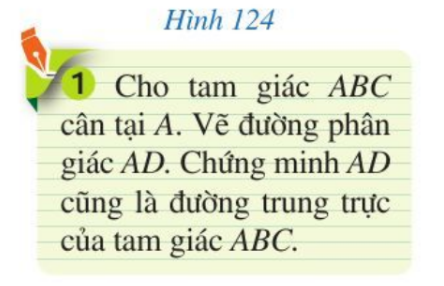 Hình 124
1 Cho tam giác ABC
cân tại A. Vẽ đường phân
giác AD. Chứng minh AD
cũng là đường trung trực
của tam giác ABC.